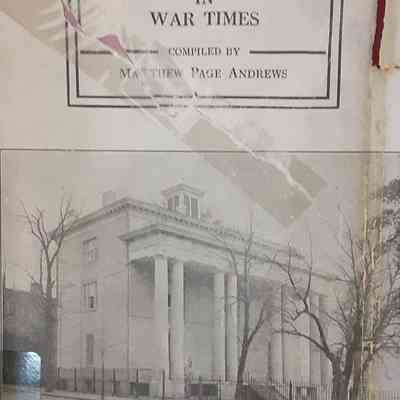 IN
WAR TIMES
COMPILED BY
MATTHEW PAGE ANDREWS